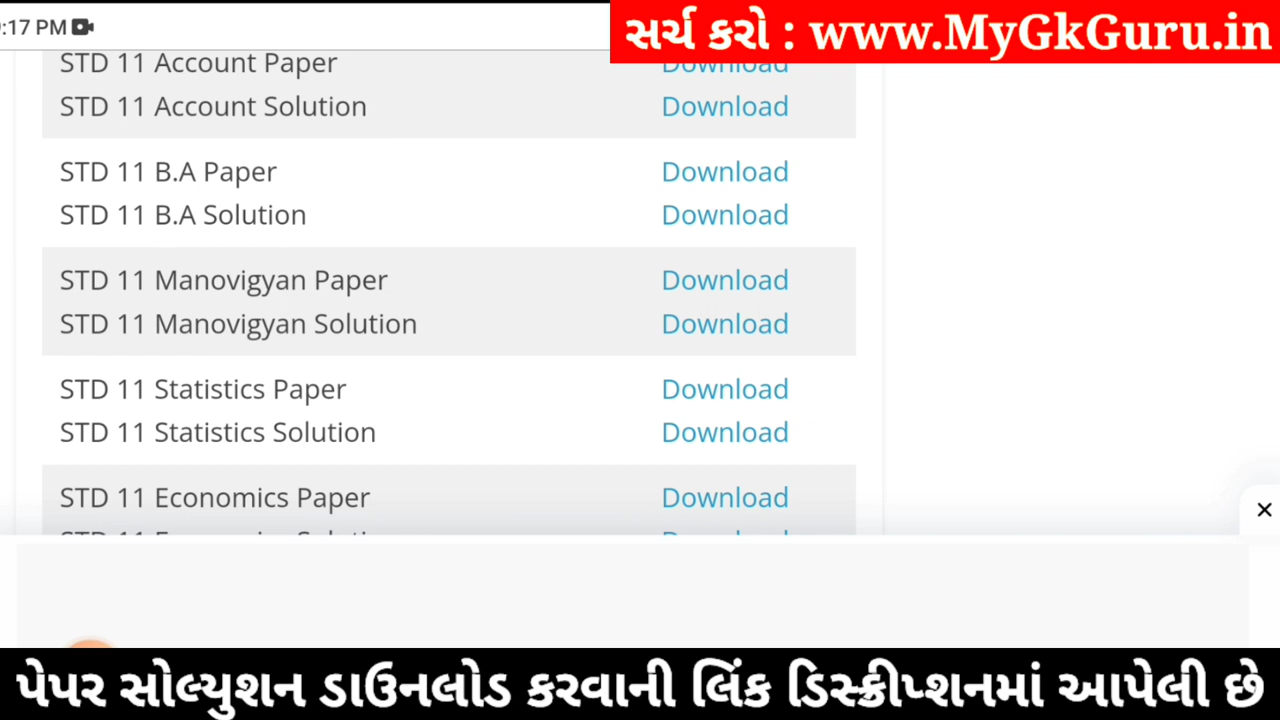 :17 PM
સર્ચ કરો : www.MyGkGuru.in
STD 11 Account Paper Download
STD 11 Account Solution Download
STD 11 B.A Paper Download
STD 11 B.A Solution Download
STD 11 Manovigyan Paper Download
STD 11 Manovigyan Solution Download
STD 11 Statistics Paper Download
STD 11 Statistics Solution Download
STD 11 Economics Paper Download
પેપર સોલ્યુશન ડાઉનલોડ કરવાની લિંક ડિસ્ક્રીપ્શનમાં આપેલી છે